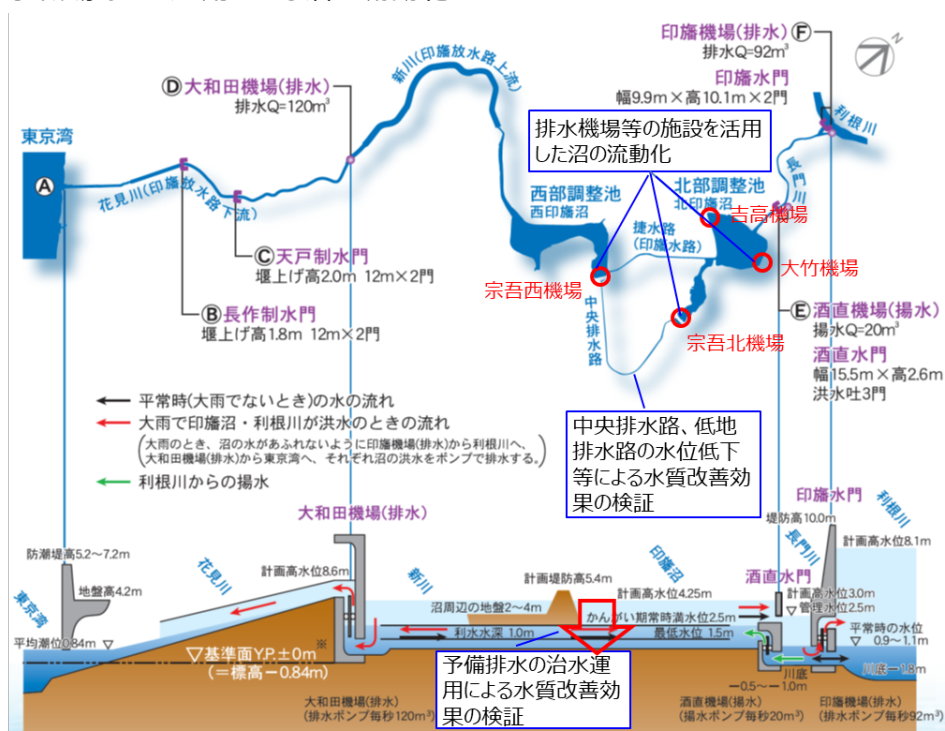 印旛機場(排水)Ⓕ
排水Q=92m³
印旛水門
幅9.9m×高10.1m×2門
N
Ⓓ大和田機場(排水)
排水Q=120m³
新川(印旛放水路上流)
利根川
東京湾
Ⓐ
花見川(印旛放水路下流)
排水機場等の施設を活用
した沼の流動化
長門川
西部調整池
西印旛沼
北部調整池
北印旛沼
吉高機場
捷水路
(印旛水路)
大竹機場
Ⓒ天戸制水門
堰上げ高2.0m 12m×2門
宗吾西機場
中央排水路
宗吾北機場
Ⓑ長作制水門
堰上げ高1.8m 12m×2門
Ⓔ酒直機場(揚水)
揚水Q=20m³
酒直水門
幅15.5m×高2.6m
洪水吐3門
平常時(大雨でないとき)の水の流れ
大雨で印旛沼・利根川が洪水のときの流れ
(大雨のとき、沼の水があふれないように印旛機場(排水)から利根川へ、
大和田機場(排水)から東京湾へ、それぞれ沼の洪水をポンプで排水する。)
利根川からの揚水
中央排水路、低地
排水路の水位低下
等による水質改善効
果の検証
大和田機場(排水)
印旛水門
利根川
堤防高10.0m
長門川
計画高水位8.1m
防潮堤高5.2~7.2m
花見川
計画高水位8.6m
新川
計画堤防高5.4m
印旛沼
計画高水位4.25m
酒直水門
計画高水位3.0m
管理水位2.5m
地盤高4.2m
東京湾
沼周辺の地盤2~4m
かんがい期常時満水位2.5m
平常時の水位
0.9~1.1m
平均潮位0.84m
利水水深 1.0m
最低水位 1.5m
※
▽基準面Y.P.±0m
(=標高-0.84m)
川底
-0.5~-1.0m
川底-1.8m
予備排水の治水運
用による水質改善効
果の検証
大和田機場(排水)
(排水ポンプ毎秒120m³)
酒直機場(揚水)
(揚水ポンプ毎秒20m³)
印旛機場(排水)
(排水ポンプ毎秒92m³)